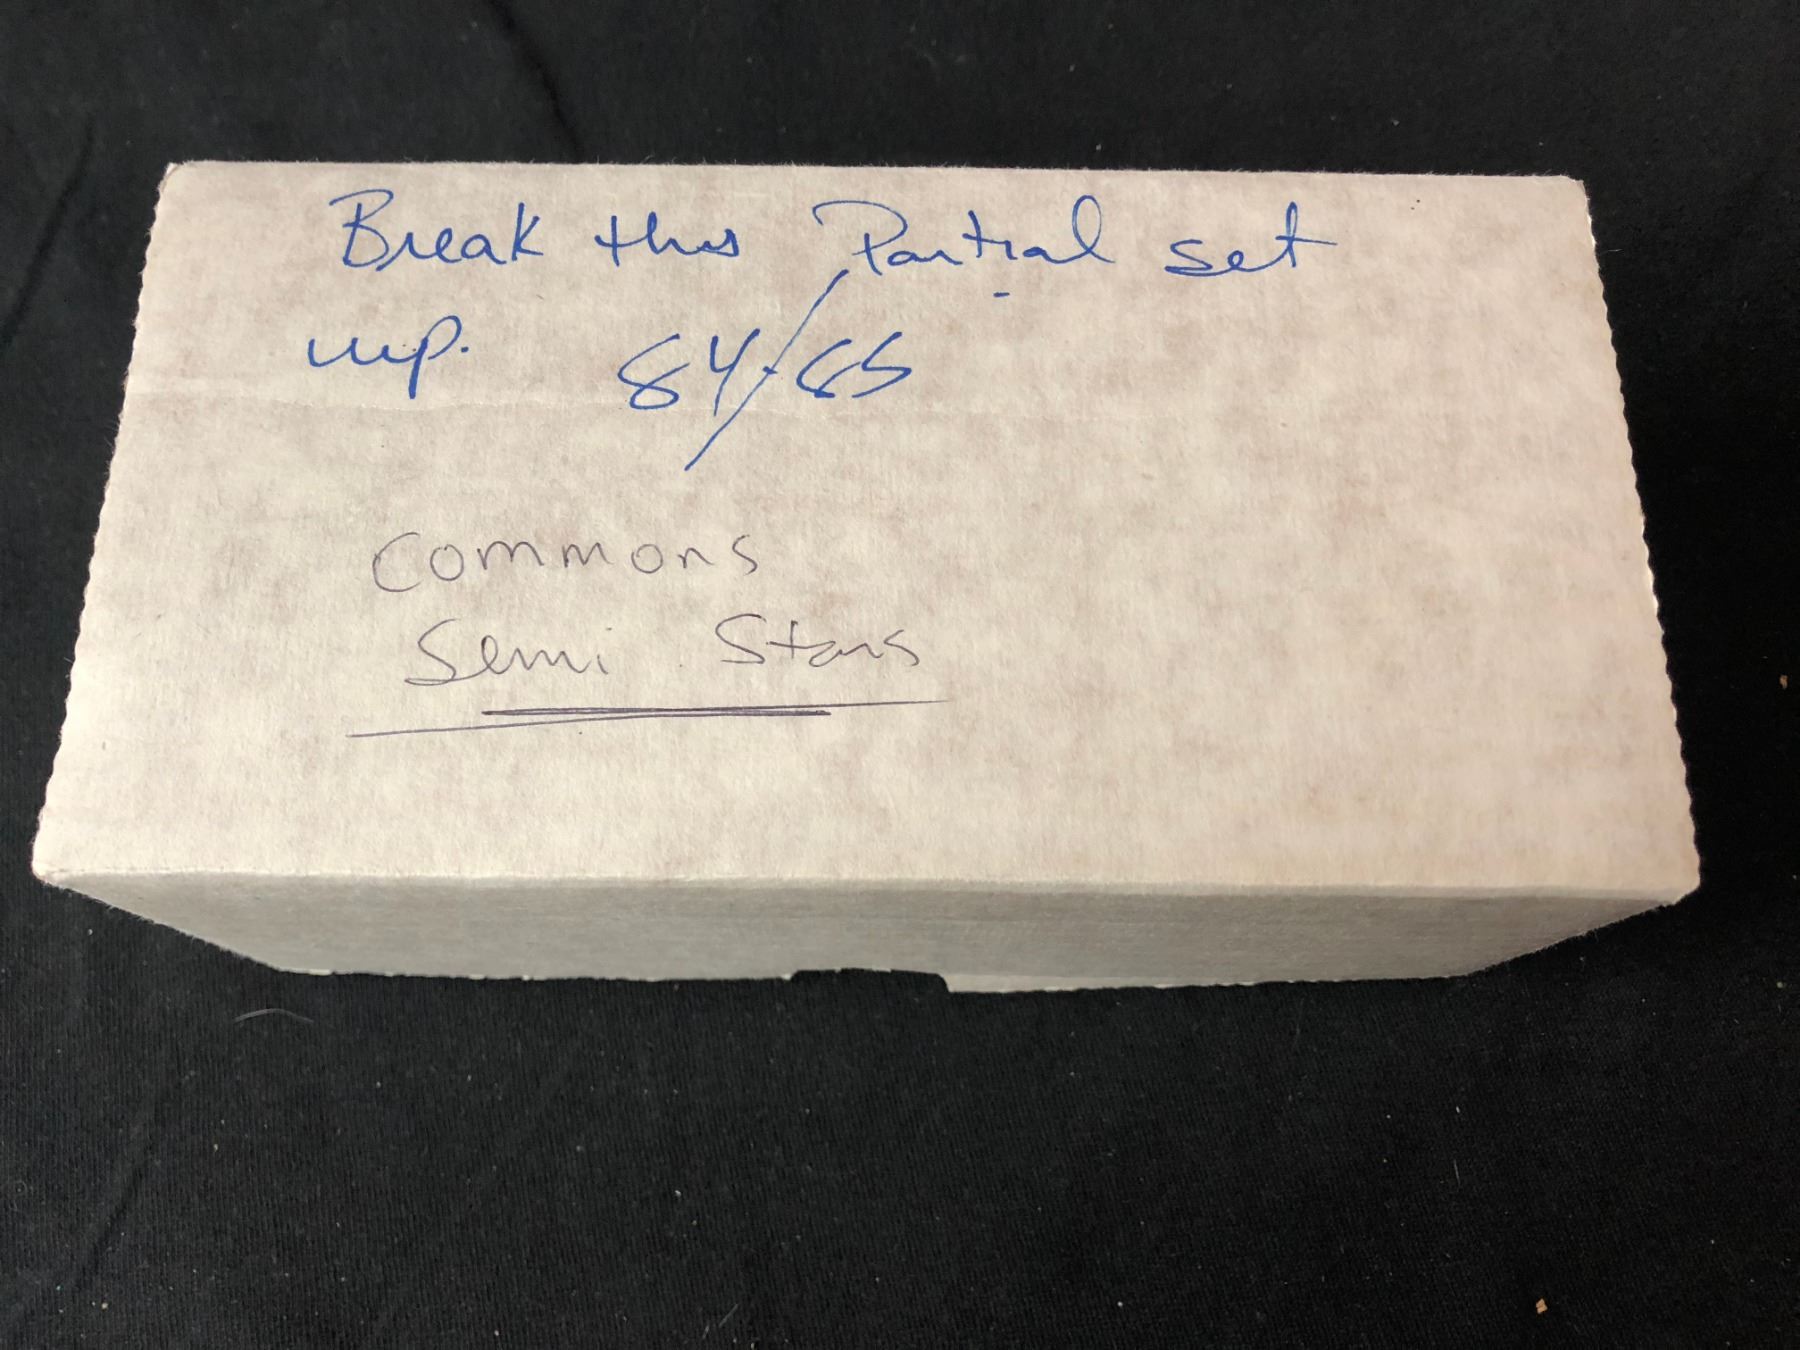 Break this Partial set
up. 84/85
Commons
Semi Stars